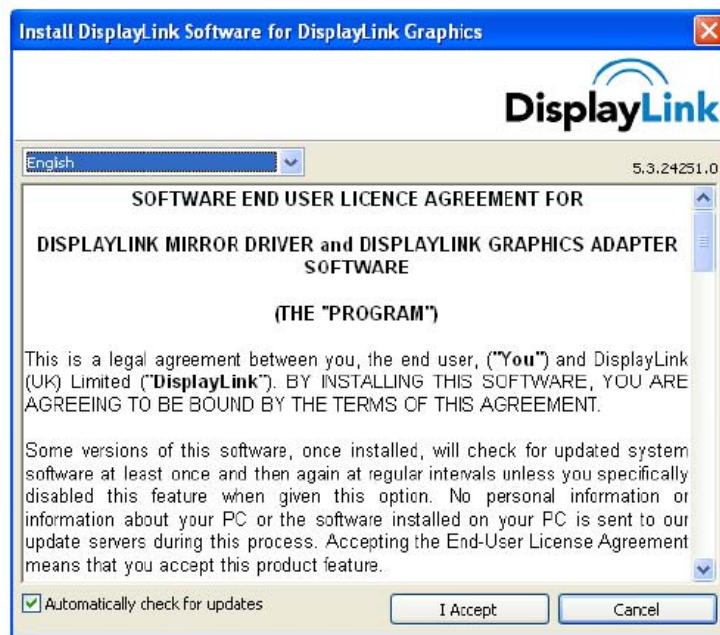 Install DisplayLink Software for DisplayLink Graphics
DisplayLink
English
5.3.24251.0
SOFTWARE END USER LICENCE AGREEMENT FOR
DISPLAYLINK MIRROR DRIVER and DISPLAYLINK GRAPHICS ADAPTER
SOFTWARE
(THE "PROGRAM")
This is a legal agreement between you, the end user, ("You") and DisplayLink
(UK) Limited ("DisplayLink"). BY INSTALLING THIS SOFTWARE, YOU ARE
AGREEING TO BE BOUND BY THE TERMS OF THIS AGREEMENT.
Some versions of this software, once installed, will check for updated system
software at least once and then again at regular intervals unless you specifically
disabled this feature when given this option. No personal information or
information about your PC or the software installed on your PC is sent to our
update servers during this process. Accepting the End-User License Agreement
means that you accept this product feature.
Automatically check for updates
I Accept
Cancel